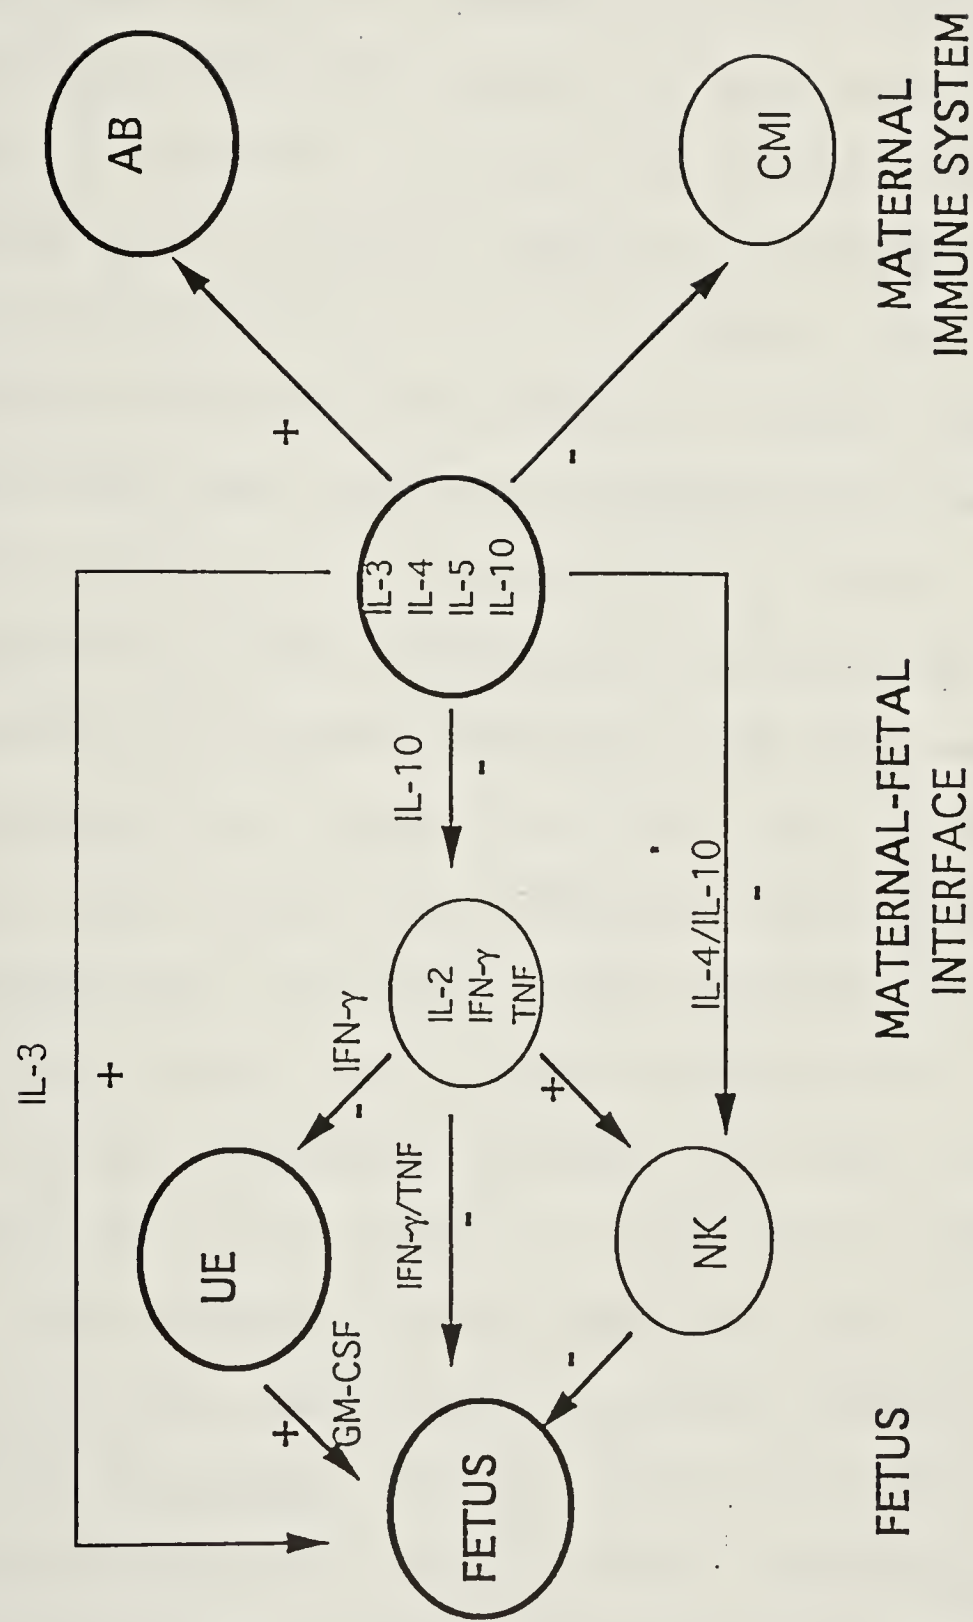 IL-3
+
UE
GM-CSF
+
IFN-γ
-
FETUS
IFN-γ/TNF
-
IL-2
IFN-γ
TNF
IL-10
-
IL-3
IL-4
IL-5
IL-10
+
AB
-
NK
+
IL-4/IL-10
-
-
CMI
FETUS
MATERNAL-FETAL
INTERFACE
MATERNAL
IMMUNE SYSTEM